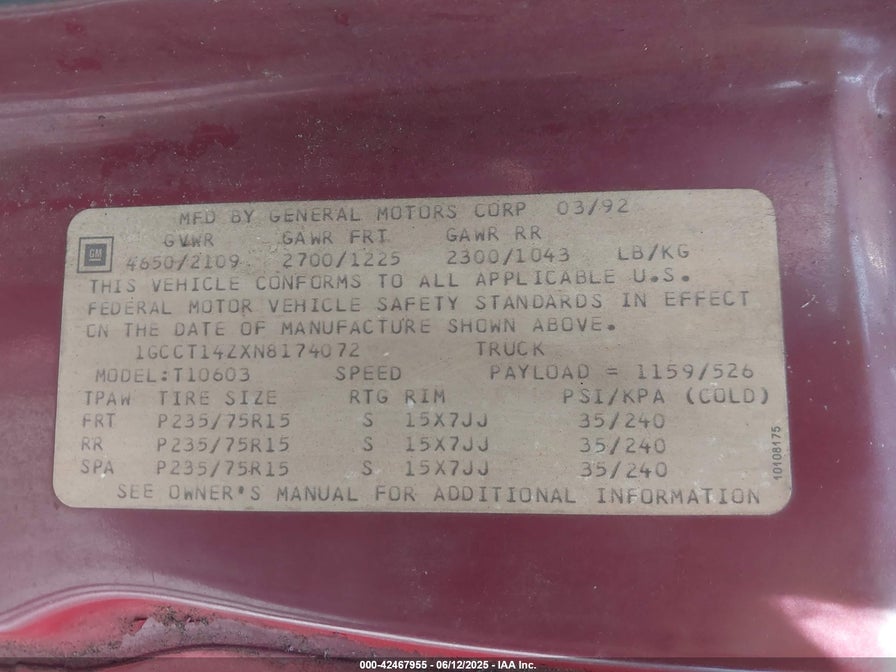 MFD BY GENERAL MOTORS CORP 03/92
GVWR GAWR FRT GAWR RR
GM 4650/2109 2700/1225 2300/1043 LB/KG
THIS VEHICLE CONFORMS TO ALL APPLICABLE U.S.
FEDERAL MOTOR VEHICLE SAFETY STANDARDS IN EFFECT
ON THE DATE OF MANUFACTURE SHOWN ABOVE.
1GCCT14ZXN8174072 TRUCK
MODEL:T10603 SPEED PAYLOAD = 1159/526
TPAW TIRE SIZE RTG RIM PSI/KPA (COLD)
FRT P235/75R15 S 15X7JJ 35/240
RR P235/75R15 S 15X7JJ 35/240
SPA P235/75R15 S 15X7JJ 35/240
SEE OWNER'S MANUAL FOR ADDITIONAL INFORMATION
10108175
000-42467955 - 06/12/2025 - IAA Inc.